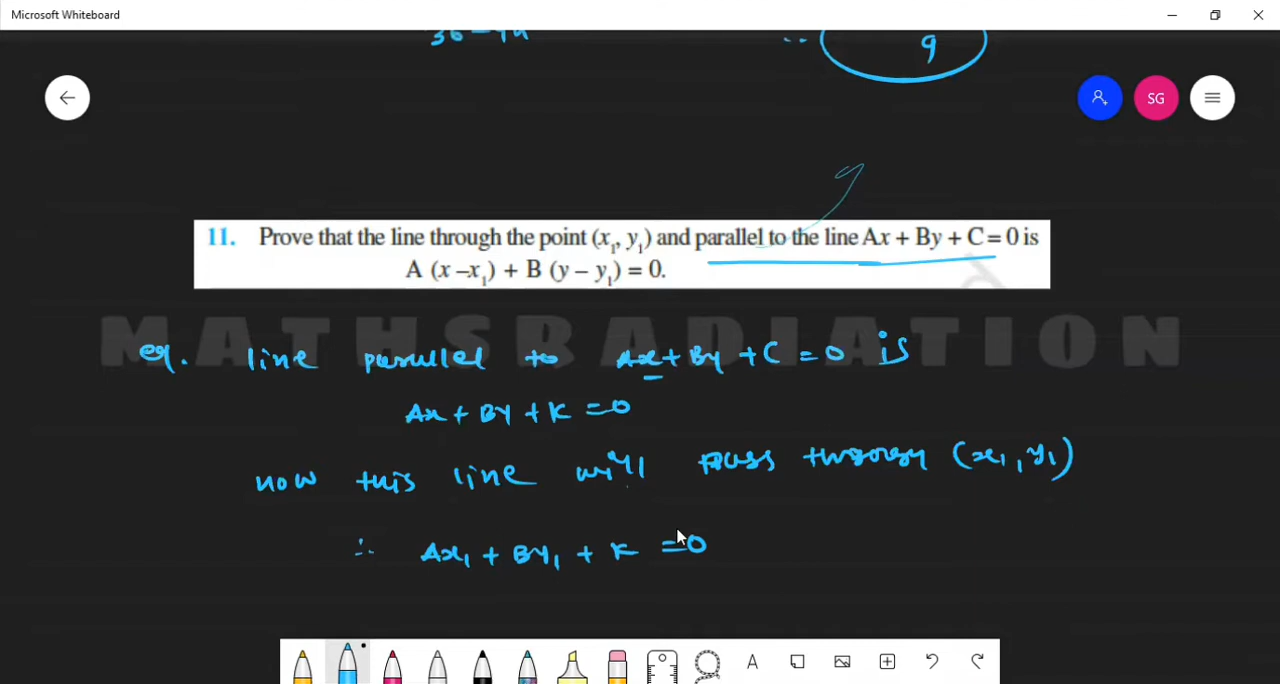 Microsoft Whiteboard
9
SG
11. Prove that the line through the point (x₁, y₁) and parallel to the line Ax + By + C = 0 is
A (x –x₁) + B (y – y₁) = 0.
MATHSRADIATION
eq. line parallel to Ax + By + C = 0 is
Ax + By + K = 0
now this line will pass through (x₁, y₁)
∴ Ax₁ + By₁ + K = 0
A